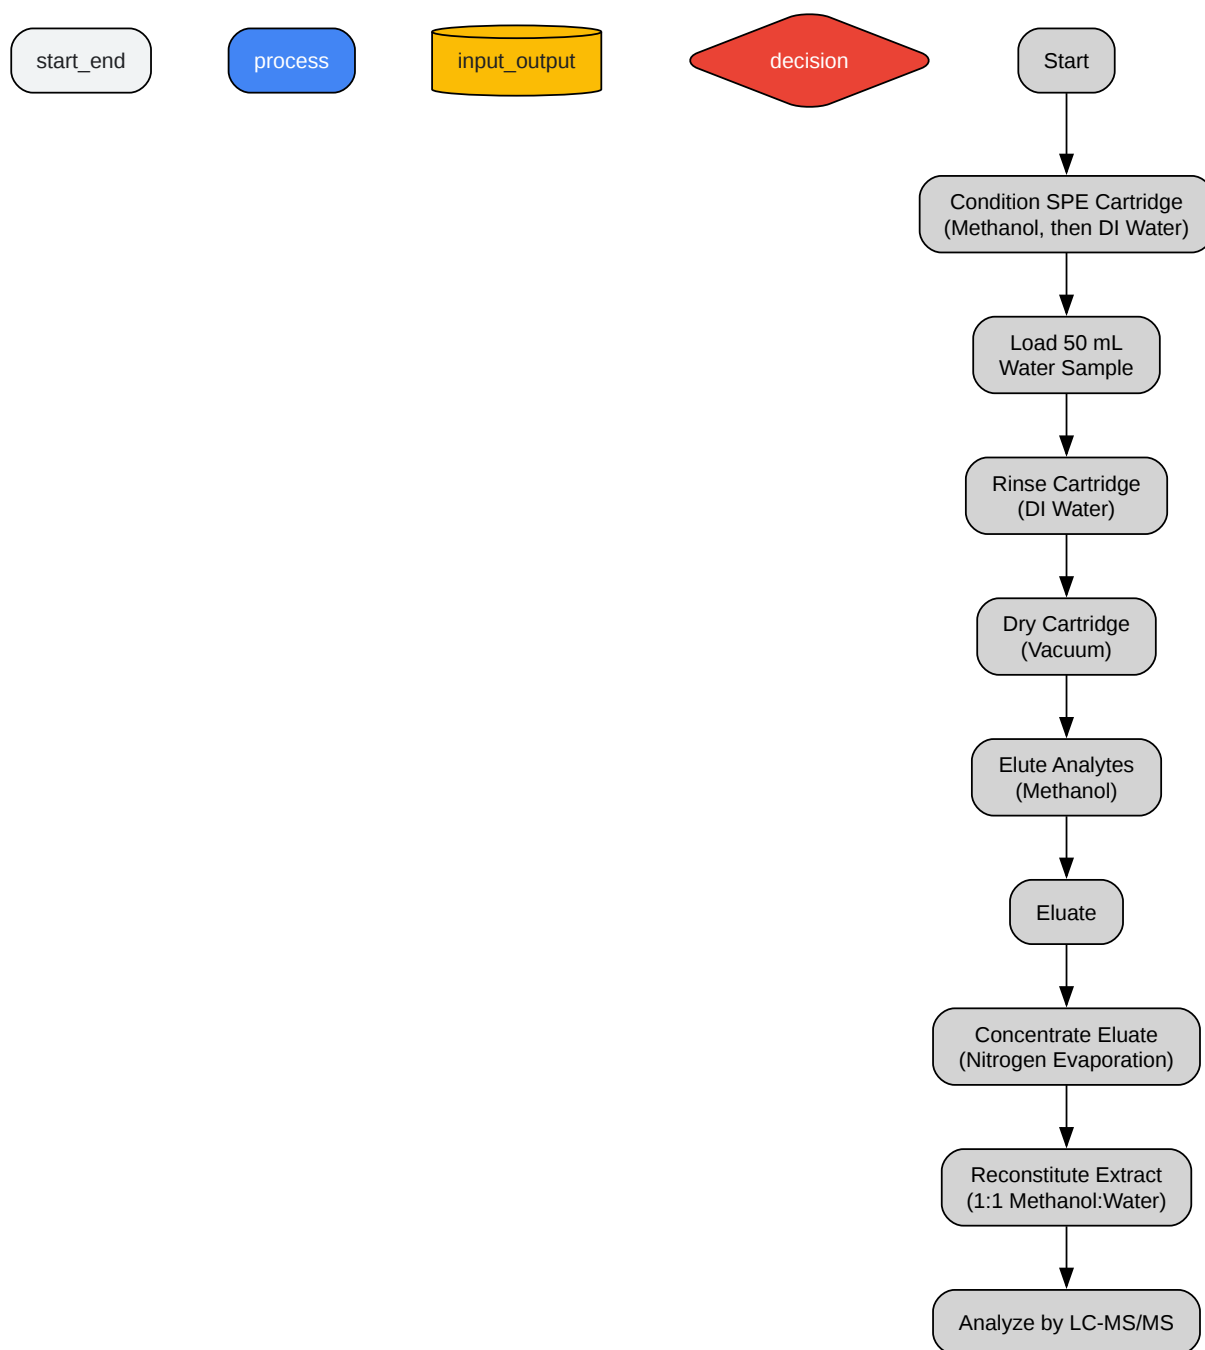 start_end
process
input_output
decision
Start
Condition SPE Cartridge
(Methanol, then DI Water)
Load 50 mL
Water Sample
Rinse Cartridge
(DI Water)
Dry Cartridge
(Vacuum)
Elute Analytes
(Methanol)
Eluate
Concentrate Eluate
(Nitrogen Evaporation)
Reconstitute Extract
(1:1 Methanol:Water)
Analyze by LC-MS/MS